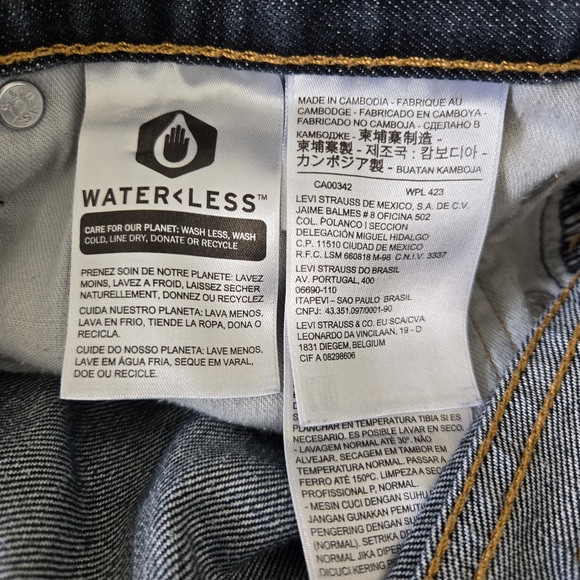 WATER<LESS™
CARE FOR OUR PLANET: WASH LESS, WASH
COLD, LINE DRY, DONATE OR RECYCLE
PRENEZ SOIN DE NOTRE PLANETE: LAVEZ
MOINS, LAVEZ A FROID, LAISSEZ SECHER
NATURELLEMENT, DONNEZ OU RECYCLEZ
CUIDA NUESTRO PLANETA: LAVA MENOS,
LAVA EN FRIO, TIENDE LA ROPA, DONA O
RECICLA.
CUIDE DO NOSSO PLANETA: LAVE MENOS,
LAVE EM ÁGUA FRIA, SEQUE EM VARAL,
DOE OU RECICLE.
MADE IN CAMBODIA - FABRIQUE AU
CAMBODGE - FABRICADO EN CAMBOYA -
FABRICADO NO CAMBOJA - СДЕЛАНО В
КАМБОДЖЕ - 柬埔寨制造 -
柬埔寨製 - 제조국 : 캄보디아 -
カンボジア製 - BUATAN KAMBOJA
CA00342 WPL 423
LEVI STRAUSS DE MEXICO, S.A. DE C.V.
JAIME BALMES # 8 OFICINA 502
COL. POLANCO I SECCION
DELEGACIÓN MIGUEL HIDALGO
C.P. 11510 CIUDAD DE MEXICO
R.F.C. LSM 660818 M-98 C.N.I.V. 3337
LEVI STRAUSS DO BRASIL
AV. PORTUGAL, 400
06690-110
ITAPEVI – SAO PAULO BRASIL
CNPJ: 43.351.097/0001-90
LEVI STRAUSS & CO. EU SCA/CVA
LEONARDO DA VINCILAAN, 19 - D
1831 DIEGEM, BELGIUM
CIF A 08298606
PLANCHAR EN TEMPERATURA TIBIA SI ES
NECESARIO. ES POSIBLE LAVAR EN SECO.
- LAVAGEM NORMAL ATÉ 30º. NÃO
ALVEJAR. SECAGEM EM TAMBOR EM
TEMPERATURA NORMAL. PASSAR A
FERRO ATÉ 150ºC. LIMPEZA A SEC
PROFISSIONAL P, NORMAL.
- MESIN CUCI DENGAN SUHU
JANGAN GUNAKAN PEMUTI
PENGERING DENGAN SU
(NORMAL). SETRIKA DE
NORMAL JIKA DIPER
DICUCI KERING